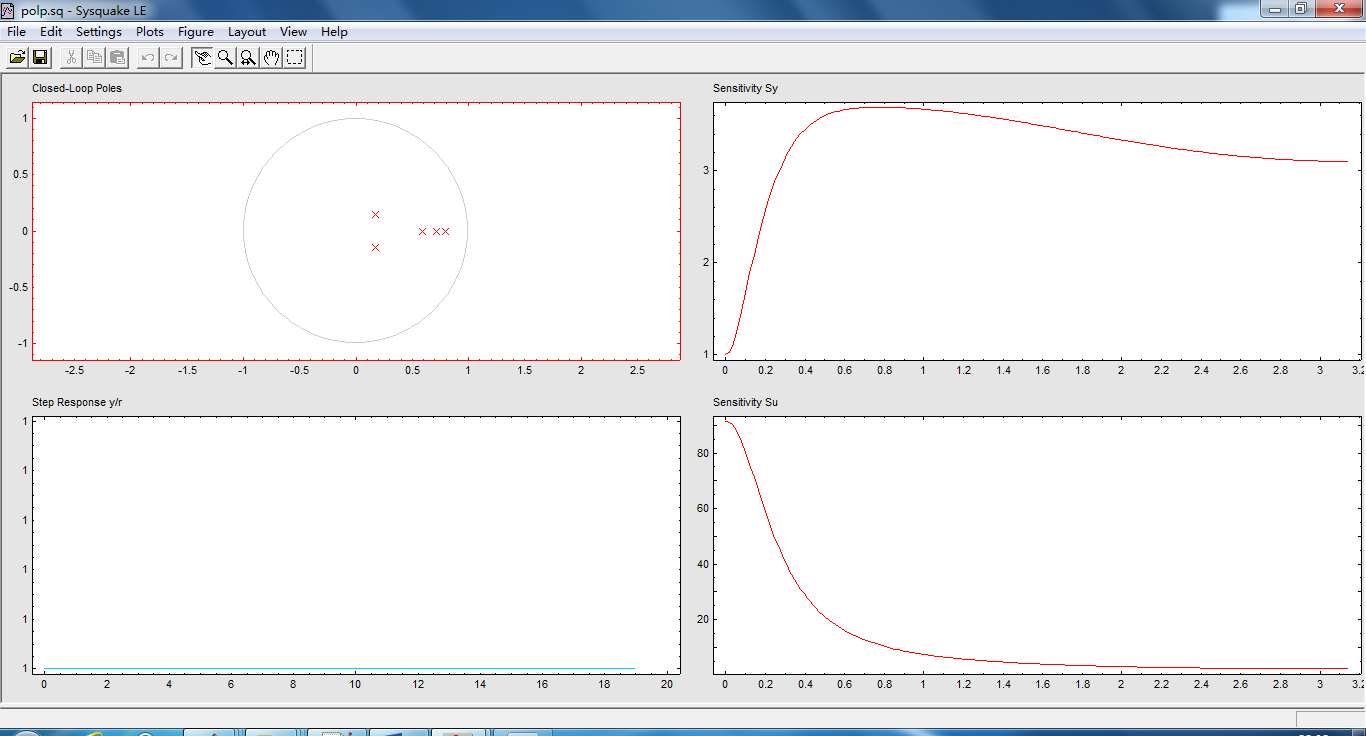 polp.sq - Sysquake LE
File Edit Settings Plots Figure Layout View Help
Closed-Loop Poles
1
0.5
0
-0.5
-1
-2.5 -2 -1.5 -1 -0.5 0 0.5 1 1.5 2 2.5
Sensitivity Sy
3
2
1
0 0.2 0.4 0.6 0.8 1 1.2 1.4 1.6 1.8 2 2.2 2.4 2.6 2.8 3 3.2
Step Response y/r
1
1
1
1
1
1
0 2 4 6 8 10 12 14 16 18 20
Sensitivity Su
80
60
40
20
0 0.2 0.4 0.6 0.8 1 1.2 1.4 1.6 1.8 2 2.2 2.4 2.6 2.8 3 3.2